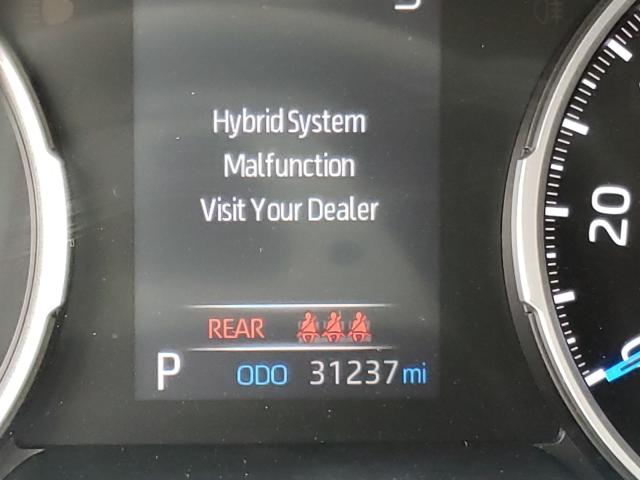 Hybrid System
Malfunction
Visit Your Dealer
REAR
P ODO 31237 mi
20